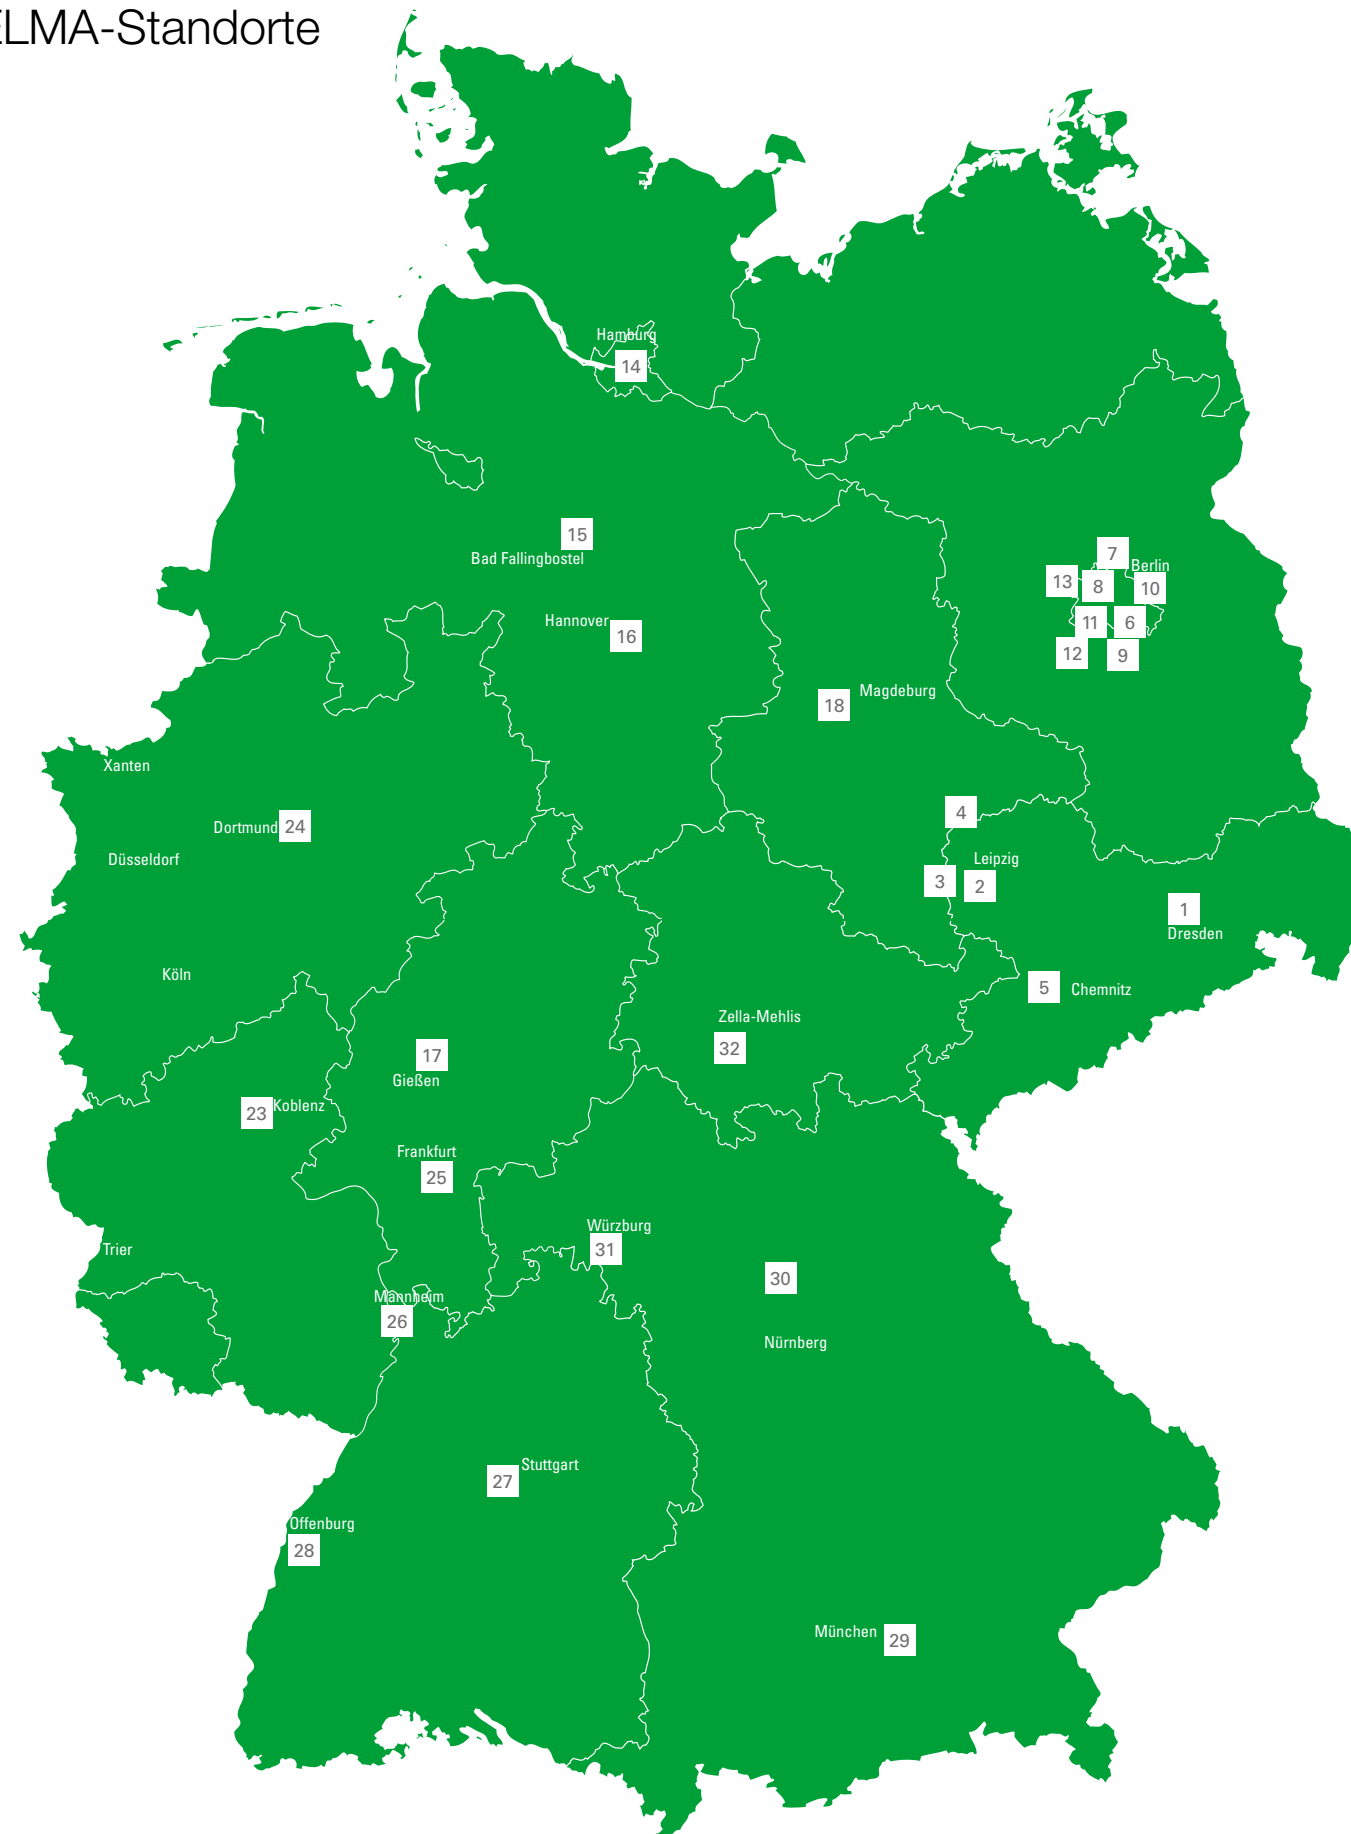 ELMA-Standorte
Hamburg
14
15
Bad Fallingbostel
7
Berlin
13
8
10
Hannover
16
11
6
12
9
Magdeburg
18
Xanten
Dortmund 24
4
Düsseldorf
Leipzig
3
2
1
Dresden
Köln
5
Chemnitz
Zella-Mehlis
32
17
Gießen
23
Koblenz
Frankfurt
25
Würzburg
31
Trier
30
Mannheim
26
Nürnberg
Stuttgart
27
Offenburg
28
München
29